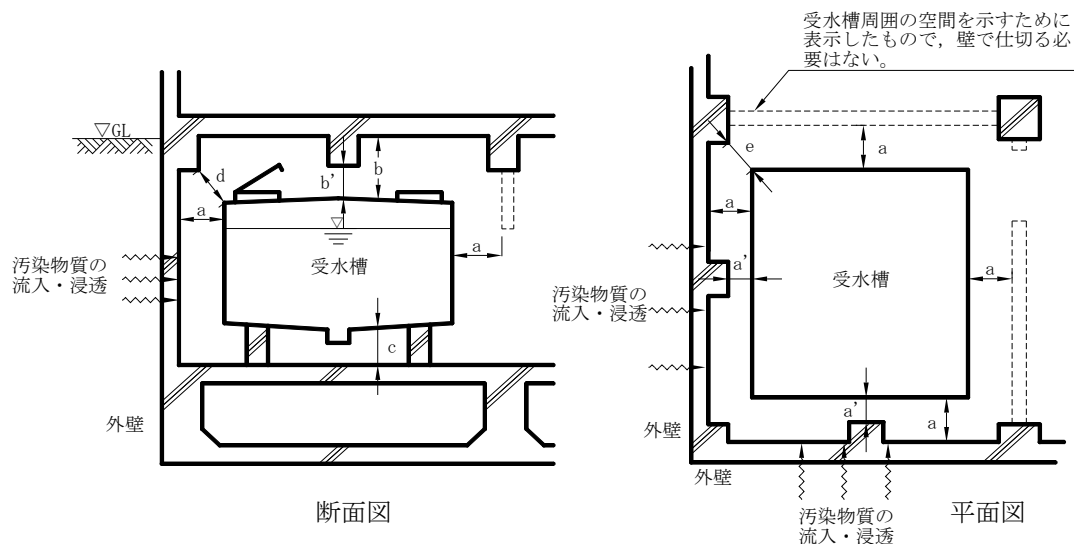 受水槽周囲の空間を示すために
表示したもので，壁で仕切る必
要はない。
▽GL
d
b'
b
a
a
受水槽
汚染物質の
流入・浸透
c
外壁
断面図
e
a
a
a'
a
受水槽
汚染物質の
流入・浸透
a'
a
外壁
外壁
汚染物質の
流入・浸透
平面図